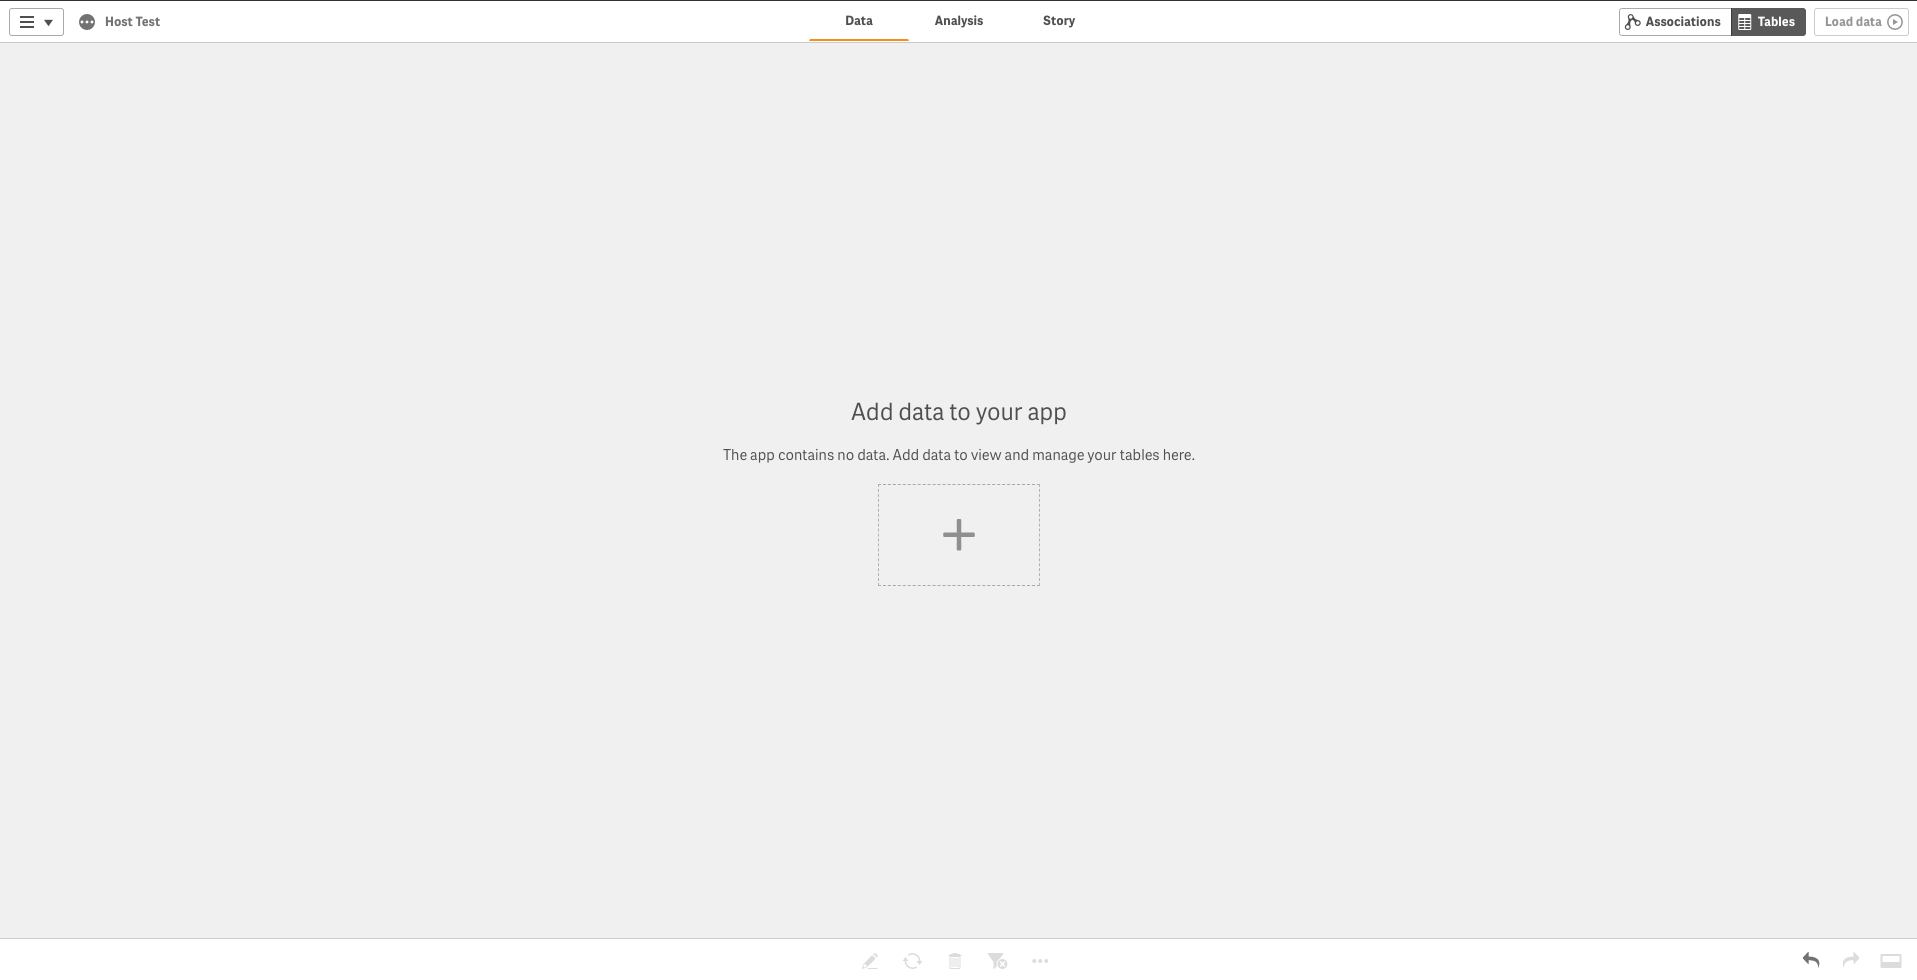 Host Test
Data
Analysis
Story
Associations
Tables
Load data
Add data to your app
The app contains no data. Add data to view and manage your tables here.